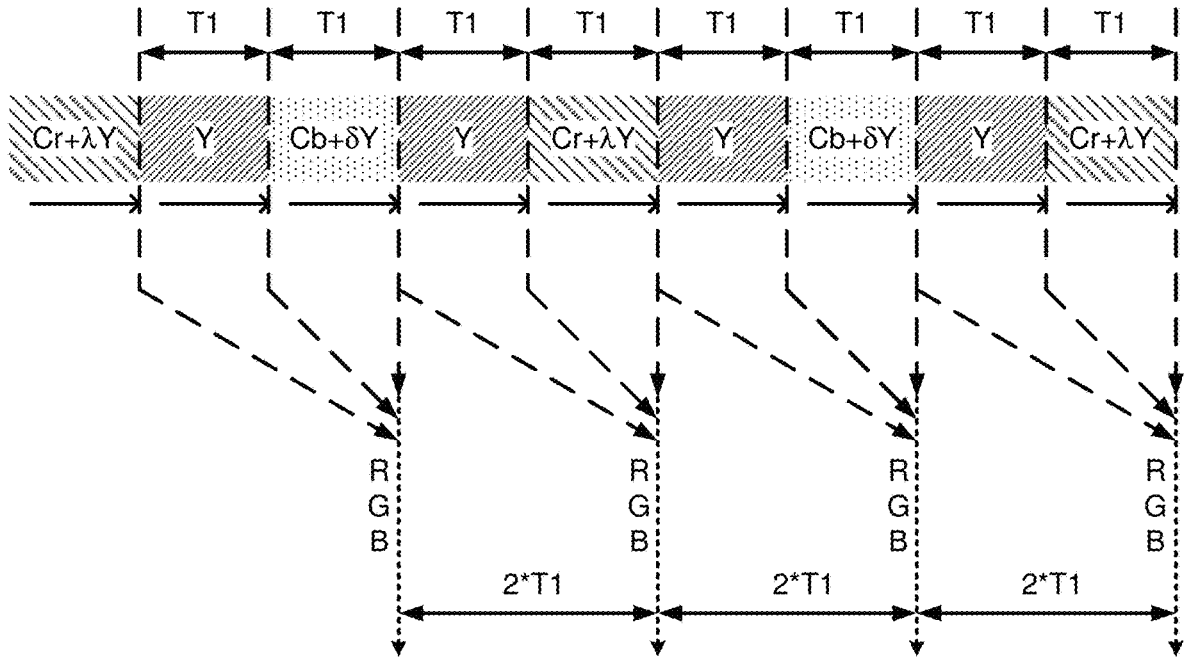 T1 T1 T1 T1 T1 T1 T1 T1
Cr+λY Y Cb+δY Y Cr+λY Y Cb+δY Y Cr+λY
R R R R
G G G G
B B B B
2*T1 2*T1 2*T1